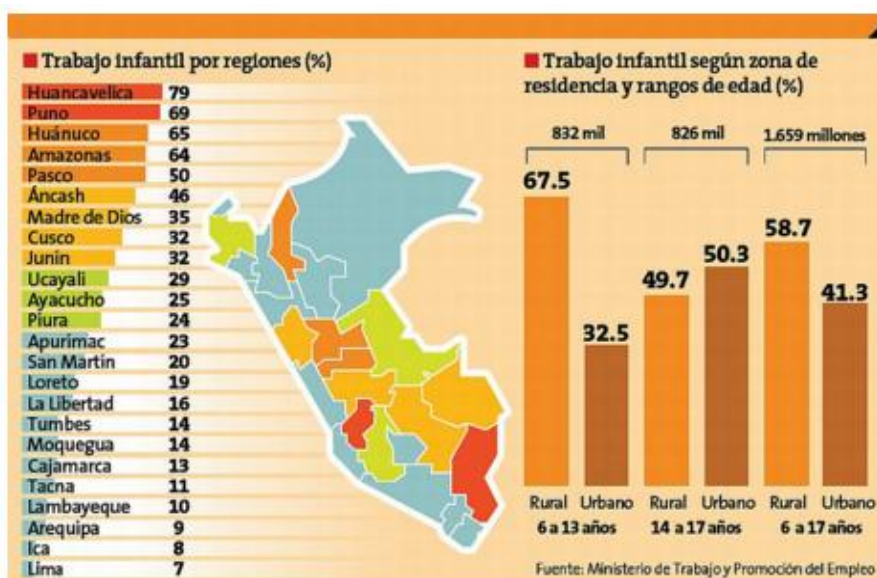 Trabajo infantil por regiones (%)
Huancavelica 79
Puno 69
Huánuco 65
Amazonas 64
Pasco 50
Áncash 46
Madre de Dios 35
Cusco 32
Junín 32
Ucayali 29
Ayacucho 25
Piura 24
Apurimac 23
San Martín 20
Loreto 19
La Libertad 16
Tumbes 14
Moquegua 14
Cajamarca 13
Tacna 11
Lambayeque 10
Arequipa 9
Ica 8
Lima 7
Trabajo infantil según zona de
residencia y rangos de edad (%)
832 mil 826 mil 1.659 millones
67.5 32.5 49.7 50.3 58.7 41.3
Rural Urbano Rural Urbano Rural Urbano
6 a 13 años 14 a 17 años 6 a 17 años
Fuente: Ministerio de Trabajo y Promoción del Empleo